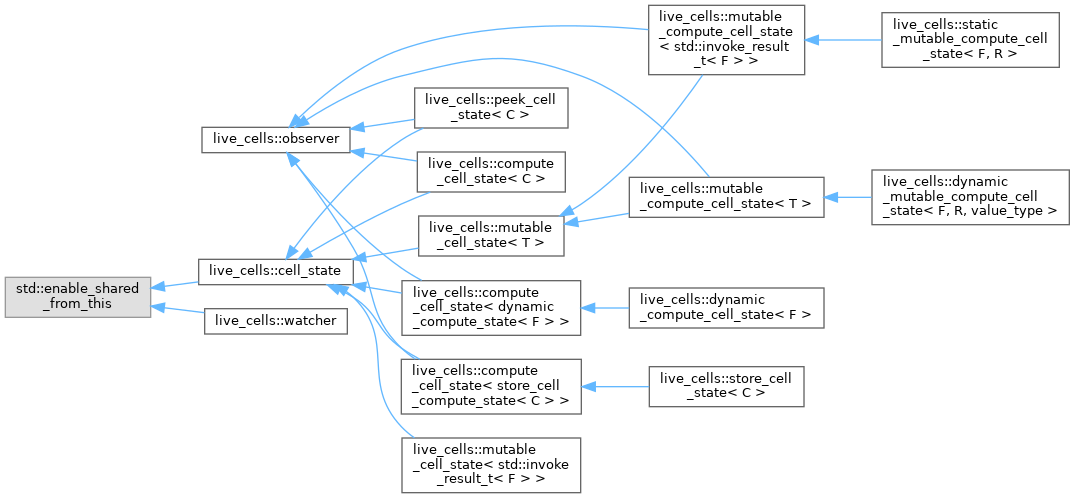 live_cells::mutable
_compute_cell_state
< std::invoke_result
_t< F > >
live_cells::static
_mutable_compute_cell
_state< F, R >
live_cells::peek_cell
_state< C >
live_cells::observer
live_cells::compute
_cell_state< C >
live_cells::mutable
_compute_cell_state< T >
live_cells::dynamic
_mutable_compute_cell
_state< F, R, value_type >
live_cells::mutable
_cell_state< T >
live_cells::cell_state
std::enable_shared
_from_this
live_cells::watcher
live_cells::compute
_cell_state< dynamic
_compute_state< F > >
live_cells::dynamic
_compute_cell_state< F >
live_cells::compute
_cell_state< store_cell
_compute_state< C > >
live_cells::store_cell
_state< C >
live_cells::mutable
_cell_state< std::invoke
_result_t< F > >